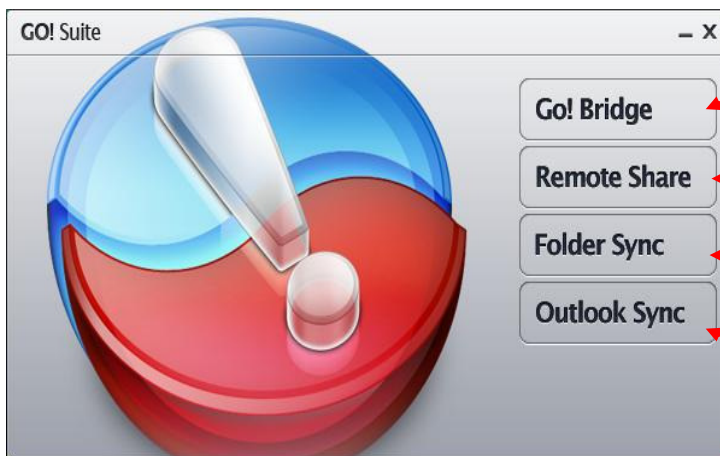 GO! Suite
Go! Bridge
Remote Share
Folder Sync
Outlook Sync